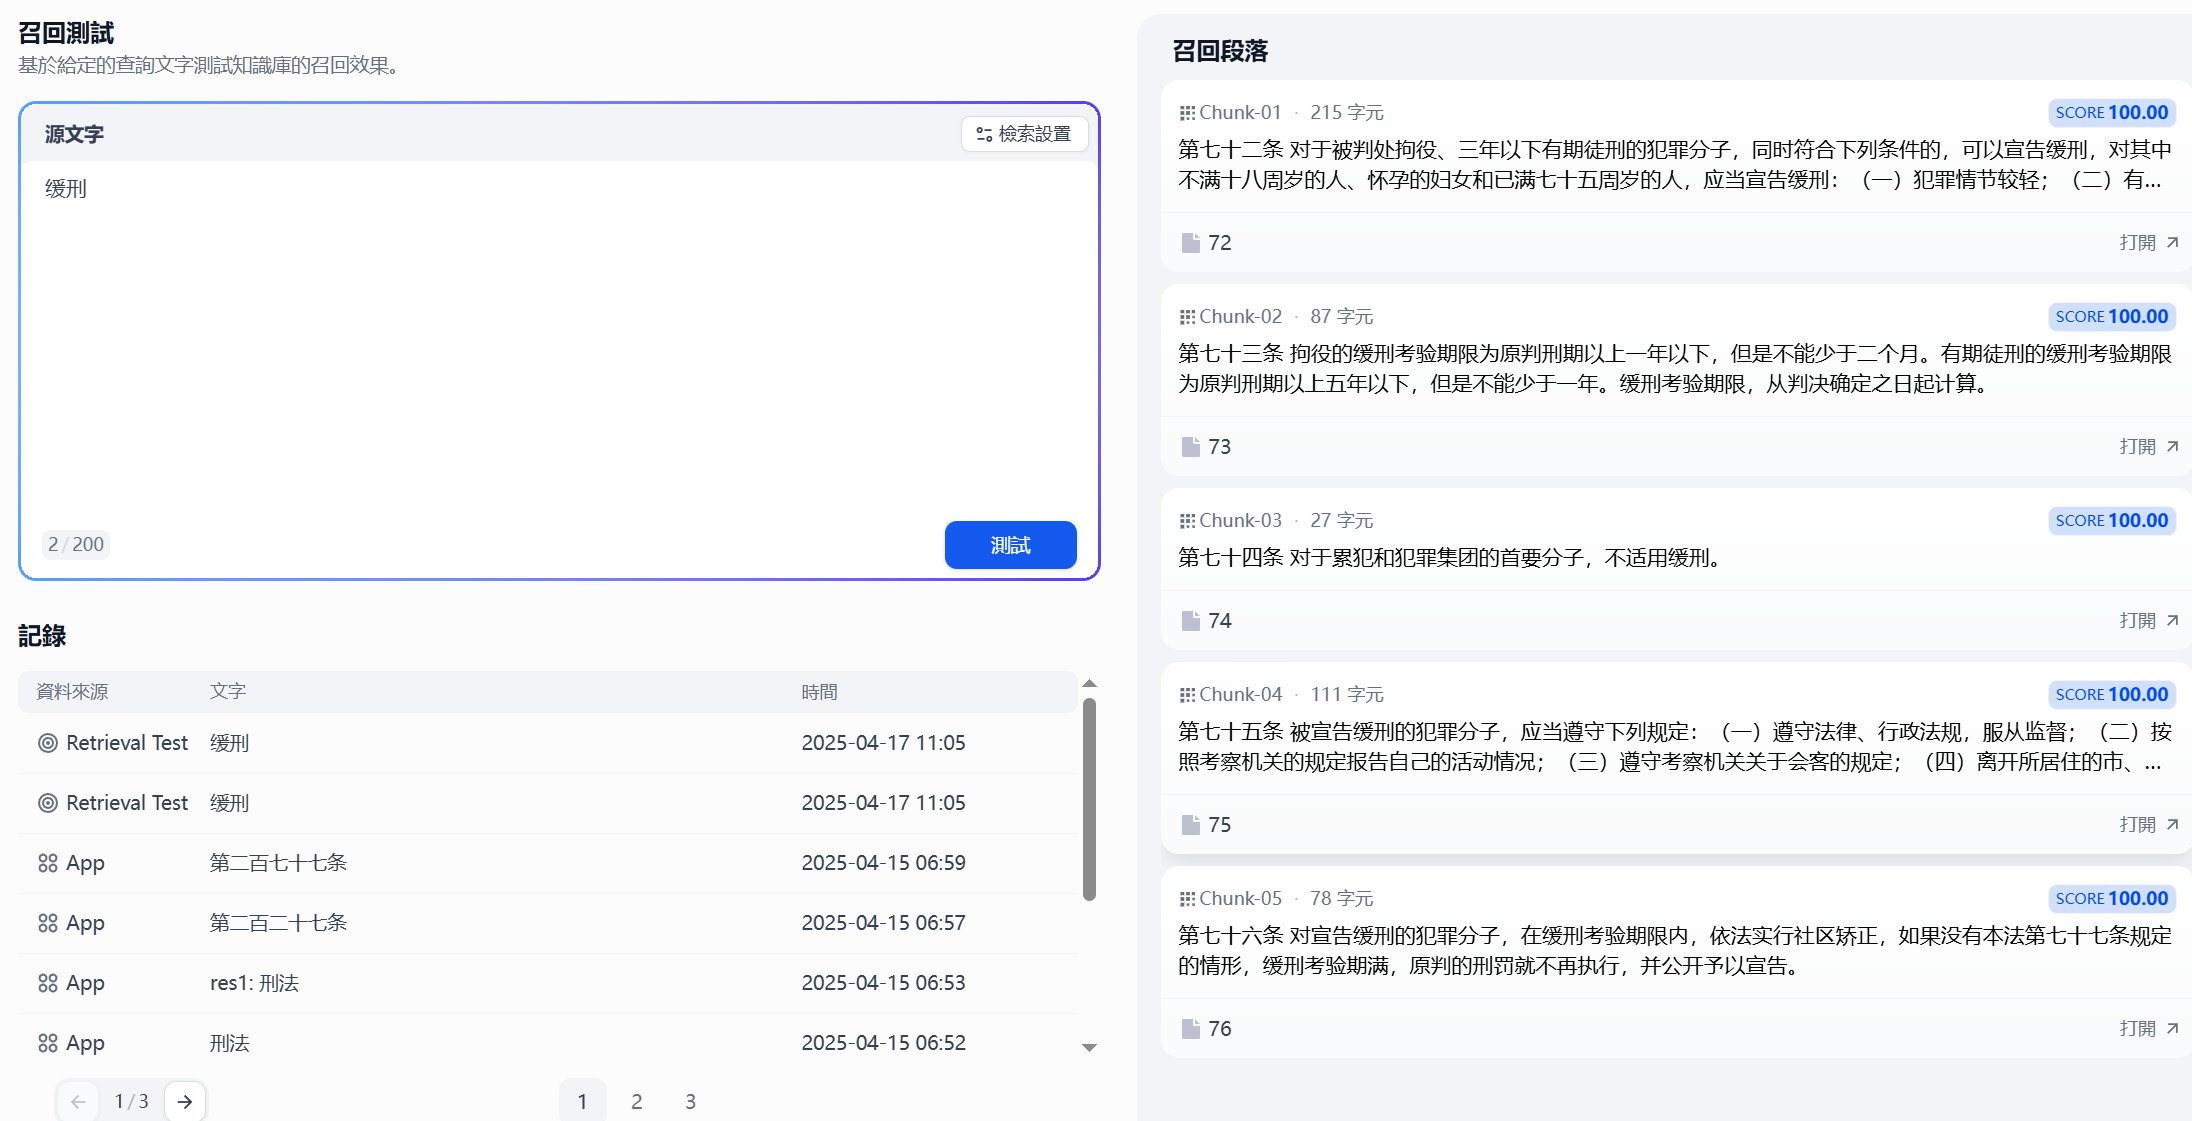 召回測試
基於給定的查詢文字測試知識庫的召回效果。
源文字
檢索設置
缓刑
2 / 200
測試
記錄
資料來源 文字 時間
Retrieval Test 缓刑 2025-04-17 11:05
Retrieval Test 缓刑 2025-04-17 11:05
App 第二百七十七条 2025-04-15 06:59
App 第二百二十七条 2025-04-15 06:57
App res1: 刑法 2025-04-15 06:53
App 刑法 2025-04-15 06:52
1 / 3
1 2 3
召回段落
Chunk-01 · 215 字元 SCORE 100.00
第七十二条 对于被判处拘役、三年以下有期徒刑的犯罪分子，同时符合下列条件的，可以宣告缓刑，对其中
不满十八周岁的人、怀孕的妇女和已满七十五周岁的人，应当宣告缓刑：（一）犯罪情节较轻；（二）有...
72 打開
Chunk-02 · 87 字元 SCORE 100.00
第七十三条 拘役的缓刑考验期限为原判刑期以上一年以下，但是不能少于二个月。有期徒刑的缓刑考验期限
为原判刑期以上五年以下，但是不能少于一年。缓刑考验期限，从判决确定之日起计算。
73 打開
Chunk-03 · 27 字元 SCORE 100.00
第七十四条 对于累犯和犯罪集团的首要分子，不适用缓刑。
74 打開
Chunk-04 · 111 字元 SCORE 100.00
第七十五条 被宣告缓刑的犯罪分子，应当遵守下列规定：（一）遵守法律、行政法规，服从监督；（二）按
照考察机关的规定报告自己的活动情况；（三）遵守考察机关关于会客的规定；（四）离开所居住的市、...
75 打開
Chunk-05 · 78 字元 SCORE 100.00
第七十六条 对宣告缓刑的犯罪分子，在缓刑考验期限内，依法实行社区矫正，如果没有本法第七十七条规定
的情形，缓刑考验期满，原判的刑罚就不再执行，并公开予以宣告。
76 打開